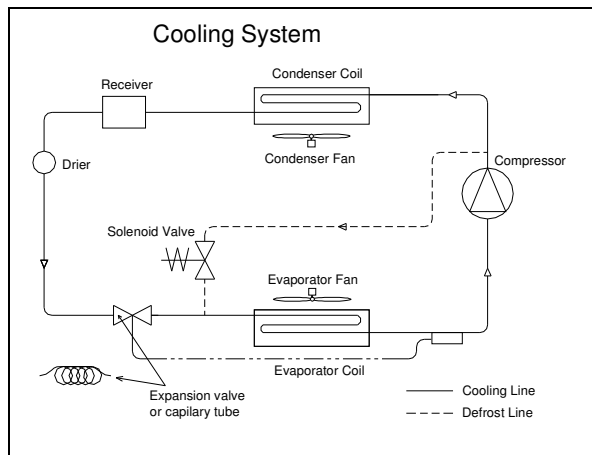 Cooling System
Condenser Coil
Receiver
Condenser Fan
Drier
Compressor
Solenoid Valve
Evaporator Fan
Evaporator Coil
Expansion valve
or capilary tube
Cooling Line
Defrost Line